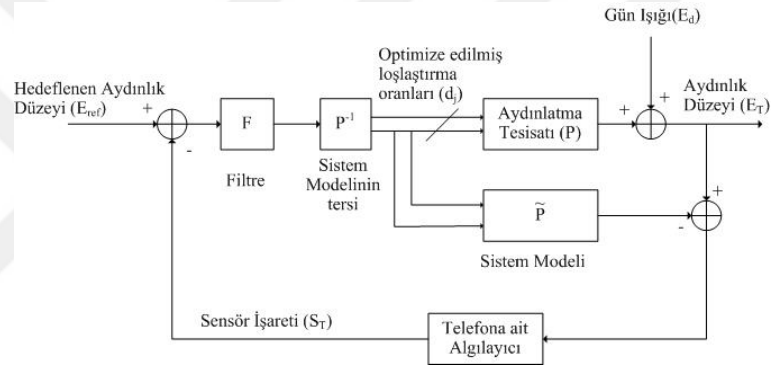 Gün Işığı(E_d)
Optimize edilmiş
loşlaştırma
oranları (d_j)
Hedeflenen Aydınlık
Düzeyi (E_ref)
+
-
F
Filtre
P^-1
Sistem
Modelinin
tersi
Aydınlatma
Tesisatı (P)
+
+
Aydınlık
Düzeyi (E_T)
P̃
Sistem Modeli
+
-
Sensör İşareti (S_T)
Telefona ait
Algılayıcı